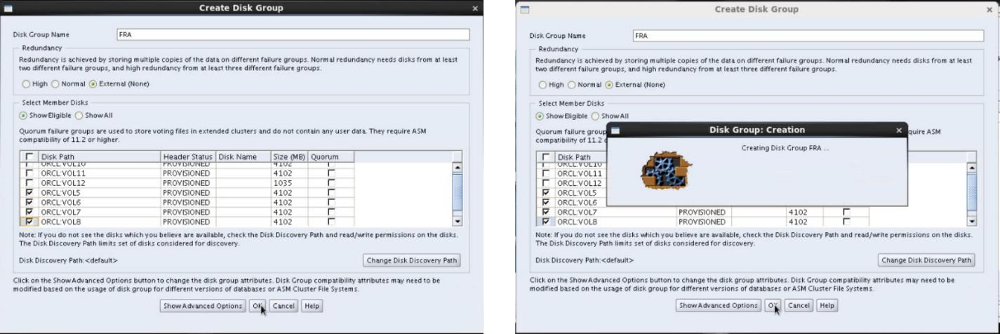 Create Disk Group
Disk Group Name FRA
Redundancy
Redundancy is achieved by storing multiple copies of the data on different failure groups. Normal redundancy needs disks from at least
two different failure groups, and high redundancy from at least three different failure groups.
High Normal External (None)
Select Member Disks
Show Eligible Show All
Quorum failure groups are used to store voting files in extended clusters and do not contain any user data. They require ASM
compatibility of 11.2 or higher.
Disk Path Header Status Disk Name Size (MB) Quorum
ORCL:VOL10 PROVISIONED 4102
ORCL:VOL11 PROVISIONED 4102
ORCL:VOL12 PROVISIONED 1035
ORCL:VOL5 PROVISIONED 4102
ORCL:VOL6 PROVISIONED 4102
ORCL:VOL7 PROVISIONED 4102
ORCL:VOL8 PROVISIONED 4102
Note: If you do not see the disks which you believe are available, check the Disk Discovery Path and read/write permissions on the disks.
The Disk Discovery Path limits set of disks considered for discovery.
Disk Discovery Path:<default> Change Disk Discovery Path
Click on the Show Advanced Options button to change the disk group attributes. Disk Group compatibility attributes may need to be
modified based on the usage of disk group for different versions of databases or ASM Cluster File Systems.
Show Advanced Options OK Cancel Help
Create Disk Group
Disk Group Name FRA
Redundancy
Redundancy is achieved by storing multiple copies of the data on different failure groups. Normal redundancy needs disks from at least
two different failure groups, and high redundancy from at least three different failure groups.
High Normal External (None)
Select Member Disks
Show Eligible Show All
Quorum failure group quire ASM
compatibility of 11.2 o
Disk Group: Creation
Creating Disk Group FRA ...
Disk Path
ORCL:VOL10
ORCL:VOL11
ORCL:VOL12
ORCL:VOL5
ORCL:VOL6
ORCL:VOL7 PROVISIONED 4102
ORCL:VOL8 PROVISIONED 4102
Note: If you do not see the disks which you believe are available, check the Disk Discovery Path and read/write permissions on the disks.
The Disk Discovery Path limits set of disks considered for discovery.
Disk Discovery Path:<default> Change Disk Discovery Path
Click on the Show Advanced Options button to change the disk group attributes. Disk Group compatibility attributes may need to be
modified based on the usage of disk group for different versions of databases or ASM Cluster File Systems.
Show Advanced Options OK Cancel Help